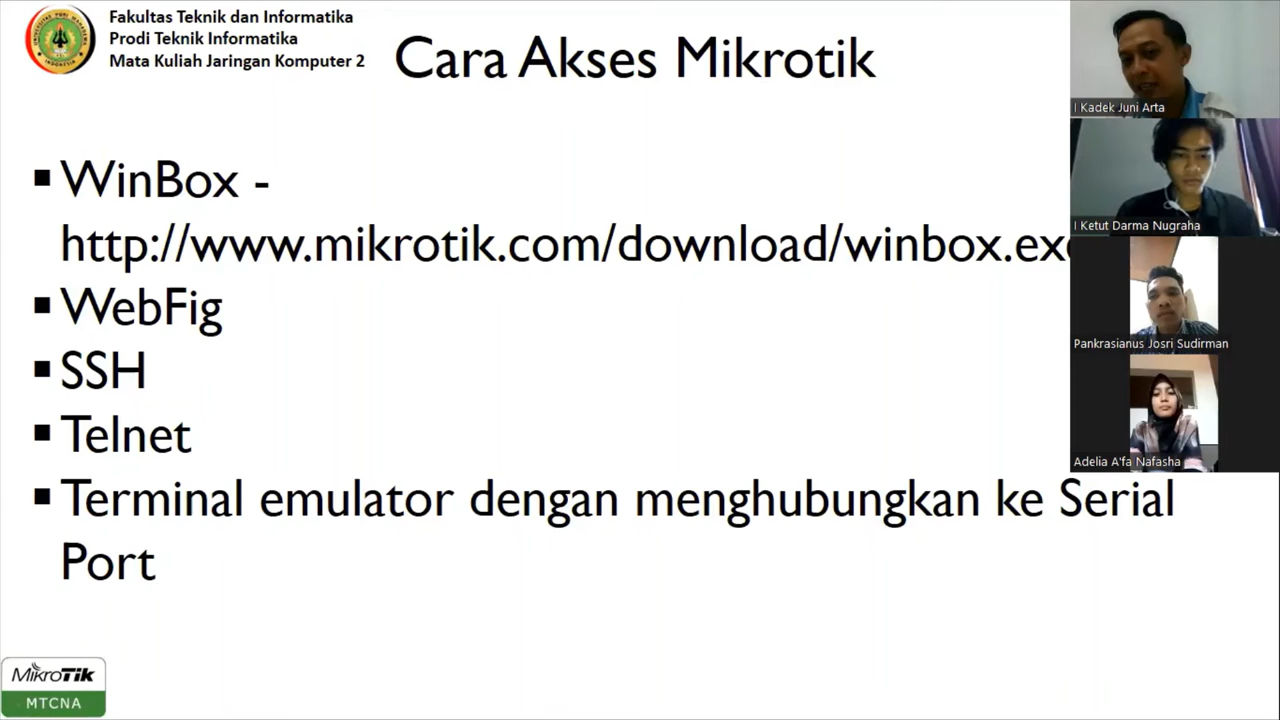 Fakultas Teknik dan Informatika
Prodi Teknik Informatika
Mata Kuliah Jaringan Komputer 2
Cara Akses Mikrotik
▪ WinBox -
http://www.mikrotik.com/download/winbox.exe
▪ WebFig
▪ SSH
▪ Telnet
▪ Terminal emulator dengan menghubungkan ke Serial
Port
I Kadek Juni Arta
I Ketut Darma Nugraha
Pankrasianus Josri Sudirman
Adelia A'fa Nafasha
MikroTik
MTCNA